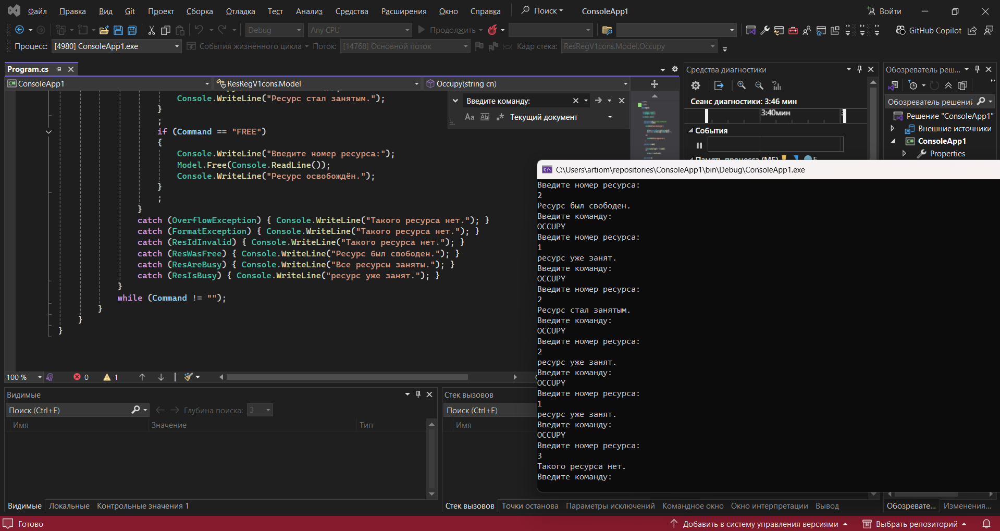 Файл Правка Вид Git Проект Сборка Отладка Тест Анализ Средства Расширения Окно Справка Поиск ConsoleApp1 Войти
Debug Any CPU Продолжить GitHub Copilot
Процесс: [4980] ConsoleApp1.exe События жизненного цикла Поток: [14768] Основной поток Кадр стека: ResRegV1cons.Model.Occupy
Program.cs
ConsoleApp1 ResRegV1cons.Model Occupy(string cn)
Console.WriteLine("Ресурс стал занятым.");
}
;
if (Command == "FREE")
{
Console.WriteLine("Введите номер ресурса:");
Model.Free(Console.ReadLine());
Console.WriteLine("Ресурс освобождён.");
}
;
}
catch (OverflowException) { Console.WriteLine("Такого ресурса нет."); }
catch (FormatException) { Console.WriteLine("Такого ресурса нет."); }
catch (ResIdInvalid) { Console.WriteLine("Такого ресурса нет."); }
catch (ResWasFree) { Console.WriteLine("Ресурс был свободен."); }
catch (ResAreBusy) { Console.WriteLine("Все ресурсы заняты."); }
catch (ResIsBusy) { Console.WriteLine("ресурс уже занят."); }
}
while (Command != "");
}
}
}
Введите команду:
Aa Abl .* Текущий документ
100 % 0 1
Средства диагностики
Сеанс диагностики: 3:46 мин
3:40мин
События
Память процесса (МБ)
Обозреватель реш...
Обозреватель решений
Решение "ConsoleApp1"
Внешние источники
ConsoleApp1
Properties
C:\Users\artiom\repositories\ConsoleApp1\bin\Debug\ConsoleApp1.exe
Введите номер ресурса:
2
Ресурс был свободен.
Введите команду:
OCCUPY
Введите номер ресурса:
1
ресурс уже занят.
Введите команду:
OCCUPY
Введите номер ресурса:
2
Ресурс стал занятым.
Введите команду:
OCCUPY
Введите номер ресурса:
2
ресурс уже занят.
Введите команду:
OCCUPY
Введите номер ресурса:
1
ресурс уже занят.
Введите команду:
OCCUPY
Введите номер ресурса:
3
Такого ресурса нет.
Введите команду:
Видимые
Поиск (Ctrl+E) Глубина поиска: 3
Имя Значение Тип
Видимые Локальные Контрольные значения 1
Стек вызовов
Поиск (Ctrl+E)
Имя
Стек вызовов Точки останова Параметры исключений Командное окно Окно интерпретации Вывод
Обозревате... Изменения...
Готово Добавить в систему управления версиями Выбрать репозиторий